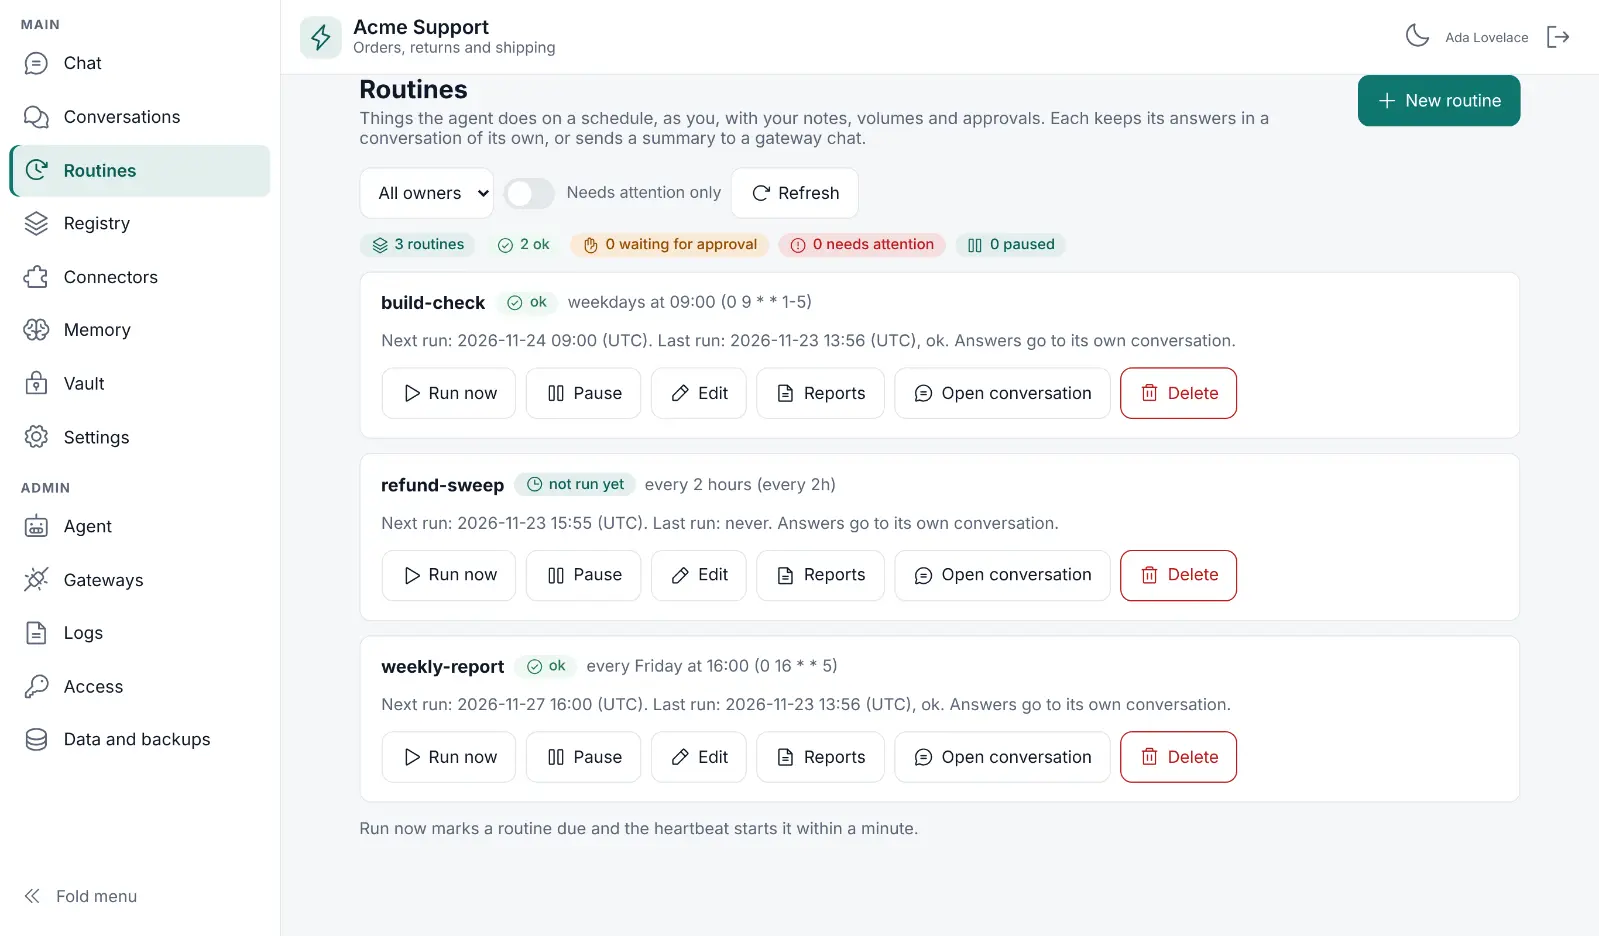 MAIN
Chat
Conversations
Routines
Registry
Connectors
Memory
Vault
Settings
ADMIN
Agent
Gateways
Logs
Access
Data and backups
Fold menu
Acme Support
Orders, returns and shipping
Ada Lovelace
Routines
Things the agent does on a schedule, as you, with your notes, volumes and approvals. Each keeps its answers in a
conversation of its own, or sends a summary to a gateway chat.
New routine
All owners Needs attention only Refresh
3 routines 2 ok 0 waiting for approval 0 needs attention 0 paused
build-check ok weekdays at 09:00 (0 9 * * 1-5)
Next run: 2026-11-24 09:00 (UTC). Last run: 2026-11-23 13:56 (UTC), ok. Answers go to its own conversation.
Run now Pause Edit Reports Open conversation Delete
refund-sweep not run yet every 2 hours (every 2h)
Next run: 2026-11-23 15:55 (UTC). Last run: never. Answers go to its own conversation.
Run now Pause Edit Reports Open conversation Delete
weekly-report ok every Friday at 16:00 (0 16 * * 5)
Next run: 2026-11-27 16:00 (UTC). Last run: 2026-11-23 13:56 (UTC), ok. Answers go to its own conversation.
Run now Pause Edit Reports Open conversation Delete
Run now marks a routine due and the heartbeat starts it within a minute.